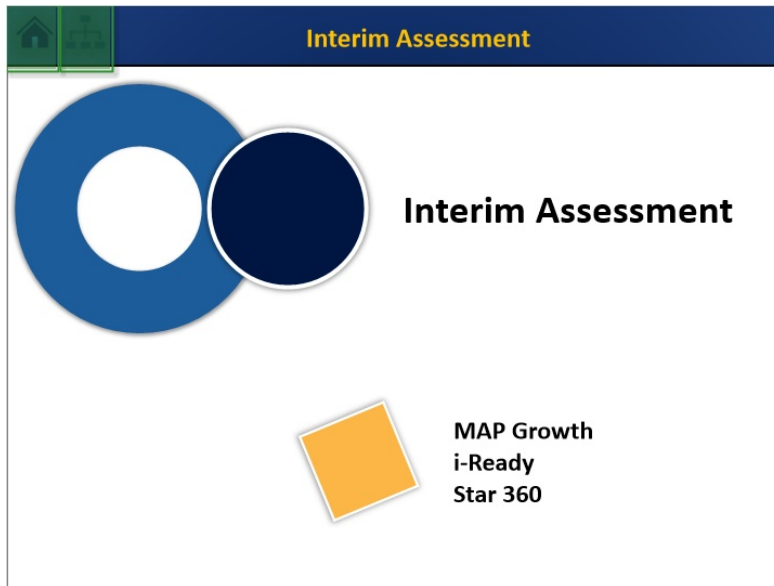 Interim Assessment
Interim Assessment
MAP Growth
i-Ready
Star 360